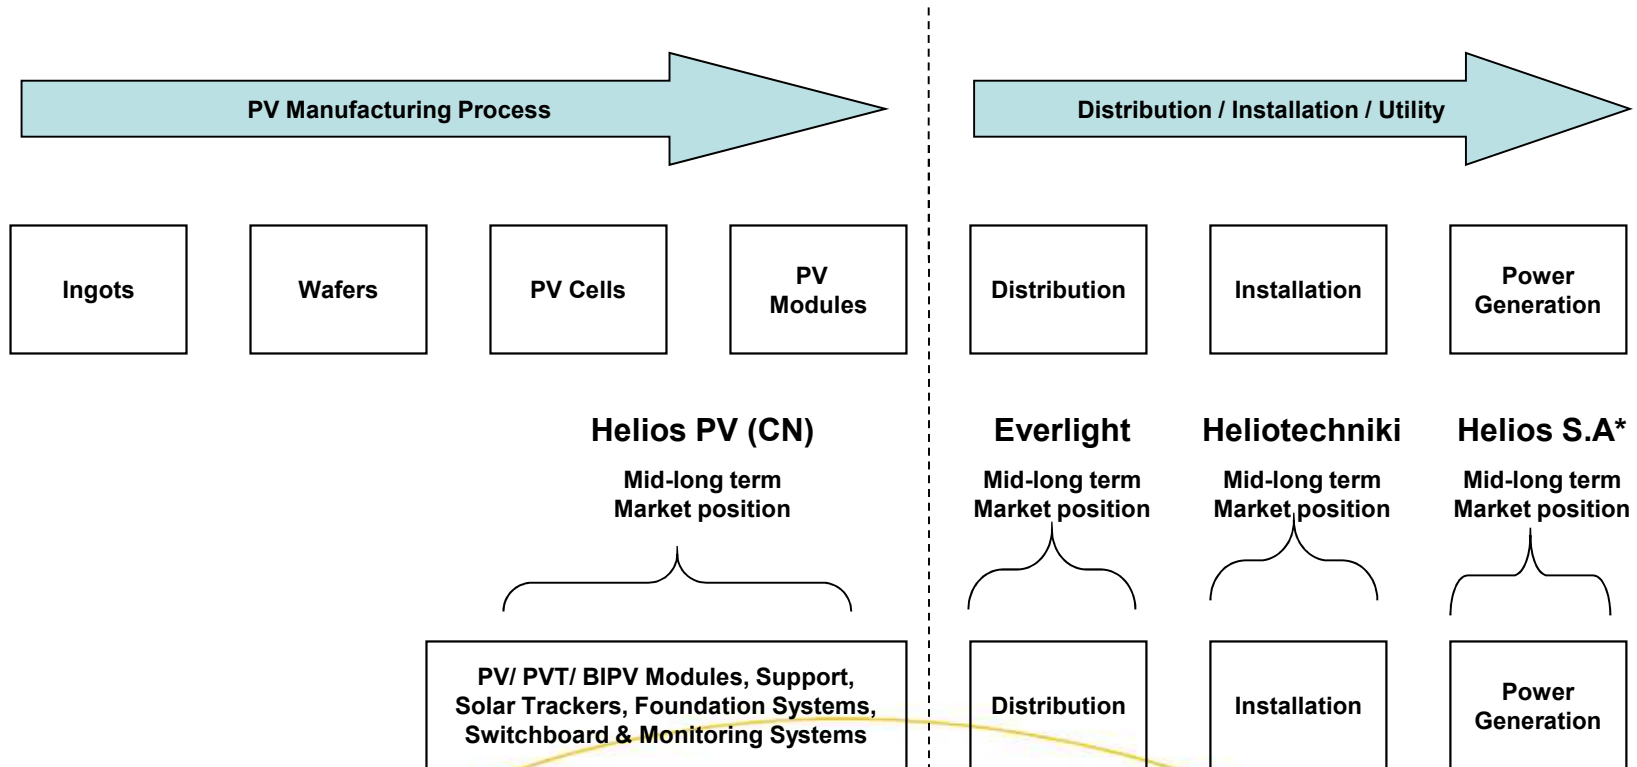 PV Manufacturing Process
Distribution / Installation / Utility
Ingots
Wafers
PV Cells
PV
Modules
Distribution
Installation
Power
Generation
Helios PV (CN)
Mid-long term
Market position
Everlight
Mid-long term
Market position
Heliotechniki
Mid-long term
Market position
Helios S.A*
Mid-long term
Market position
PV/ PVT/ BIPV Modules, Support,
Solar Trackers, Foundation Systems,
Switchboard & Monitoring Systems
Distribution
Installation
Power
Generation